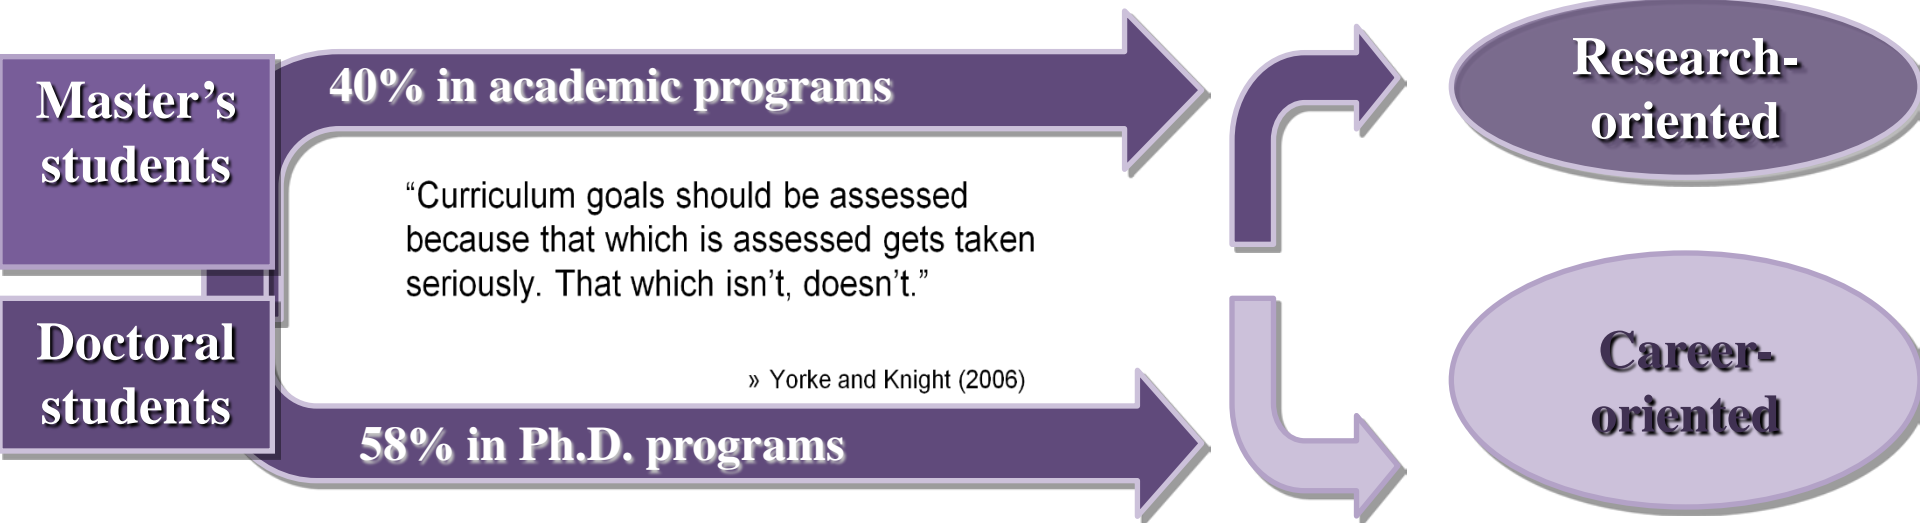 Master’s
students
40% in academic programs
Research-
oriented
“Curriculum goals should be assessed
because that which is assessed gets taken
seriously. That which isn’t, doesn’t.”
» Yorke and Knight (2006)
Doctoral
students
58% in Ph.D. programs
Career-
oriented